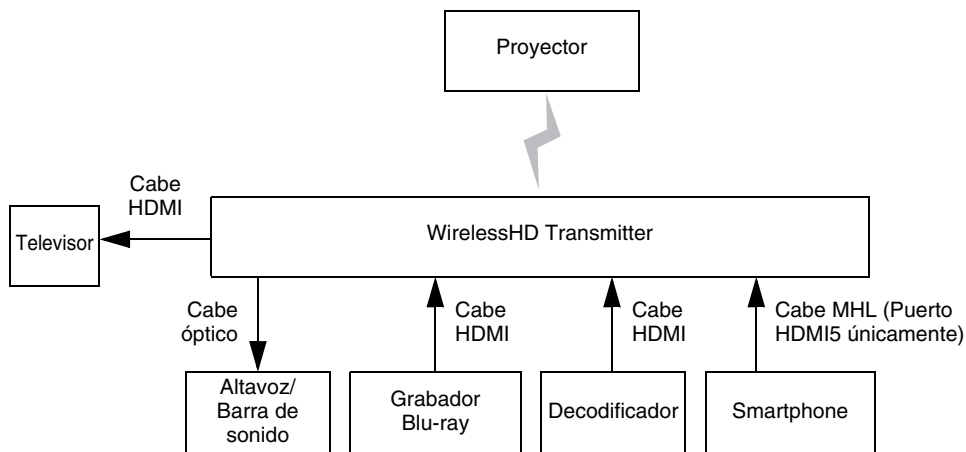 Proyector
Cabe
HDMI
Televisor
WirelessHD Transmitter
Cabe
óptico
Cabe
HDMI
Cabe
HDMI
Cabe MHL (Puerto
HDMI5 únicamente)
Altavoz/
Barra de
sonido
Grabador
Blu-ray
Decodificador
Smartphone